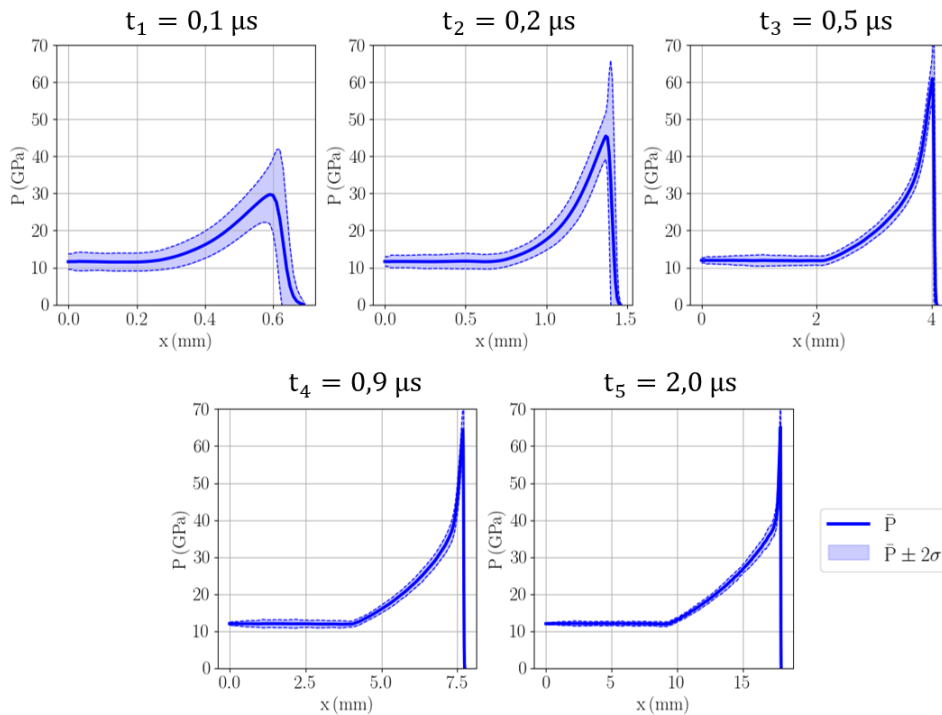 t₁ = 0,1 μs
t₂ = 0,2 μs
t₃ = 0,5 μs
70
60
50
40
30
20
10
0
P (GPa)
0.0 0.2 0.4 0.6
x (mm)
70
60
50
40
30
20
10
0
P (GPa)
0.0 0.5 1.0 1.5
x (mm)
70
60
50
40
30
20
10
0
P (GPa)
0 2 4
x (mm)
t₄ = 0,9 μs
t₅ = 2,0 μs
70
60
50
40
30
20
10
0
P (GPa)
0.0 2.5 5.0 7.5
x (mm)
70
60
50
40
30
20
10
0
P (GPa)
0 5 10 15
x (mm)
P̄
P̄ ± 2σ